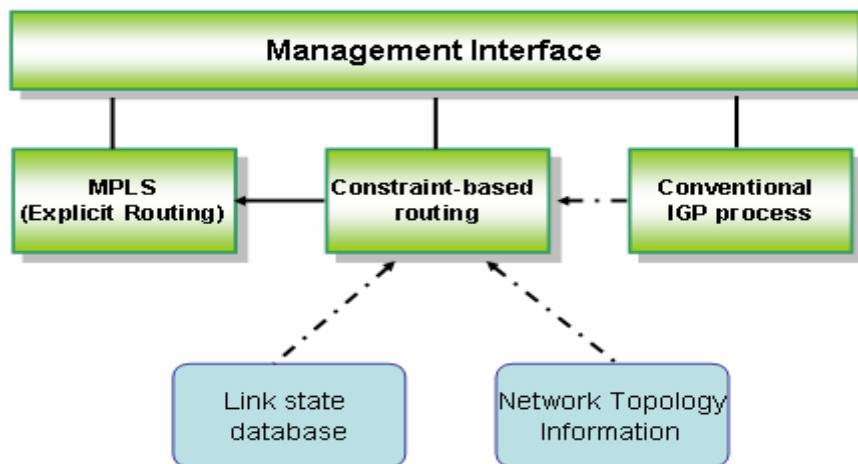 Management Interface
MPLS
(Explicit Routing)
Constraint-based
routing
Conventional
IGP process
Link state
database
Network Topology
Information